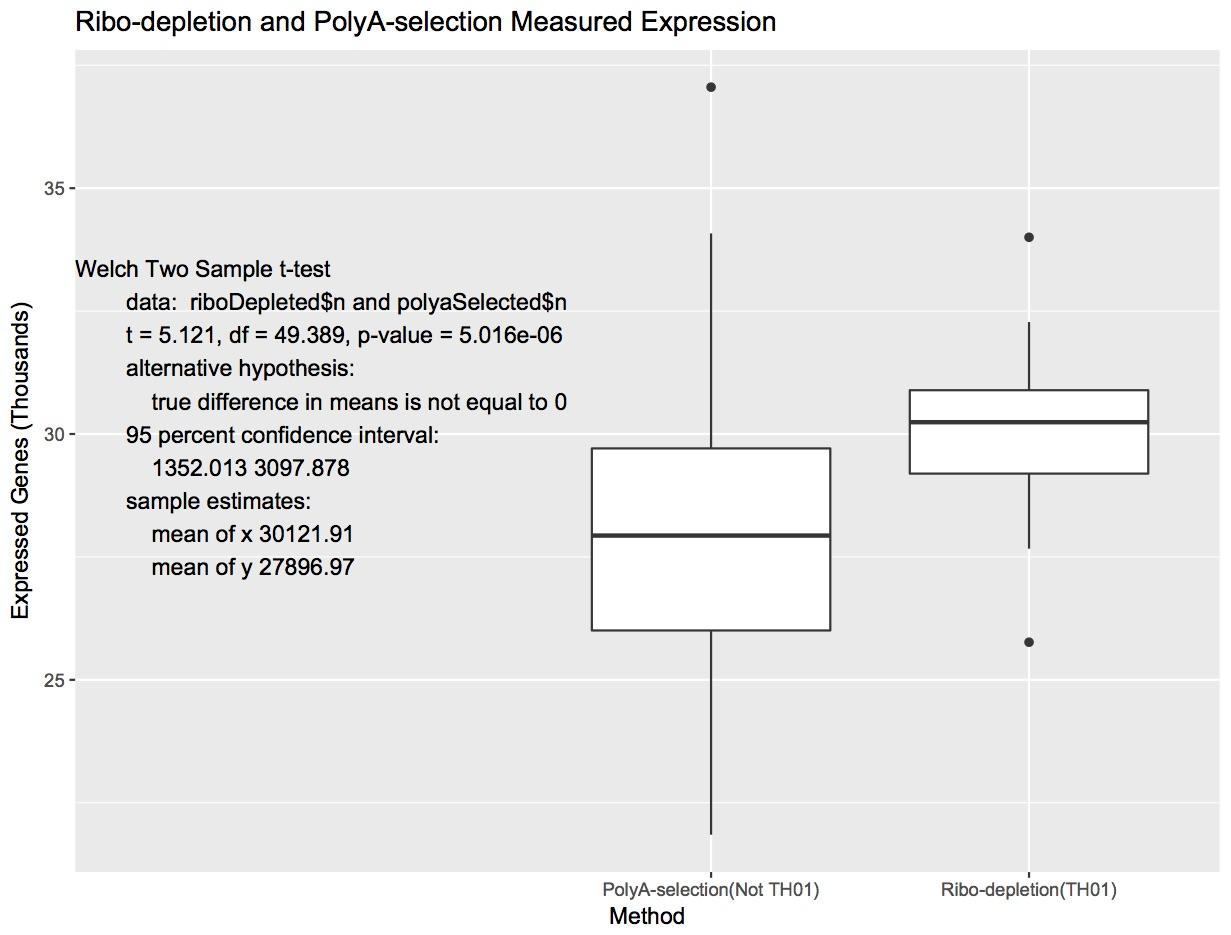 Ribo-depletion and PolyA-selection Measured Expression
Expressed Genes (Thousands)
35
30
25
Welch Two Sample t-test
data:  riboDepleted$n and polyaSelected$n
t = 5.121, df = 49.389, p-value = 5.016e-06
alternative hypothesis:
true difference in means is not equal to 0
95 percent confidence interval:
1352.013 3097.878
sample estimates:
mean of x 30121.91
mean of y 27896.97
PolyA-selection(Not TH01)
Ribo-depletion(TH01)
Method